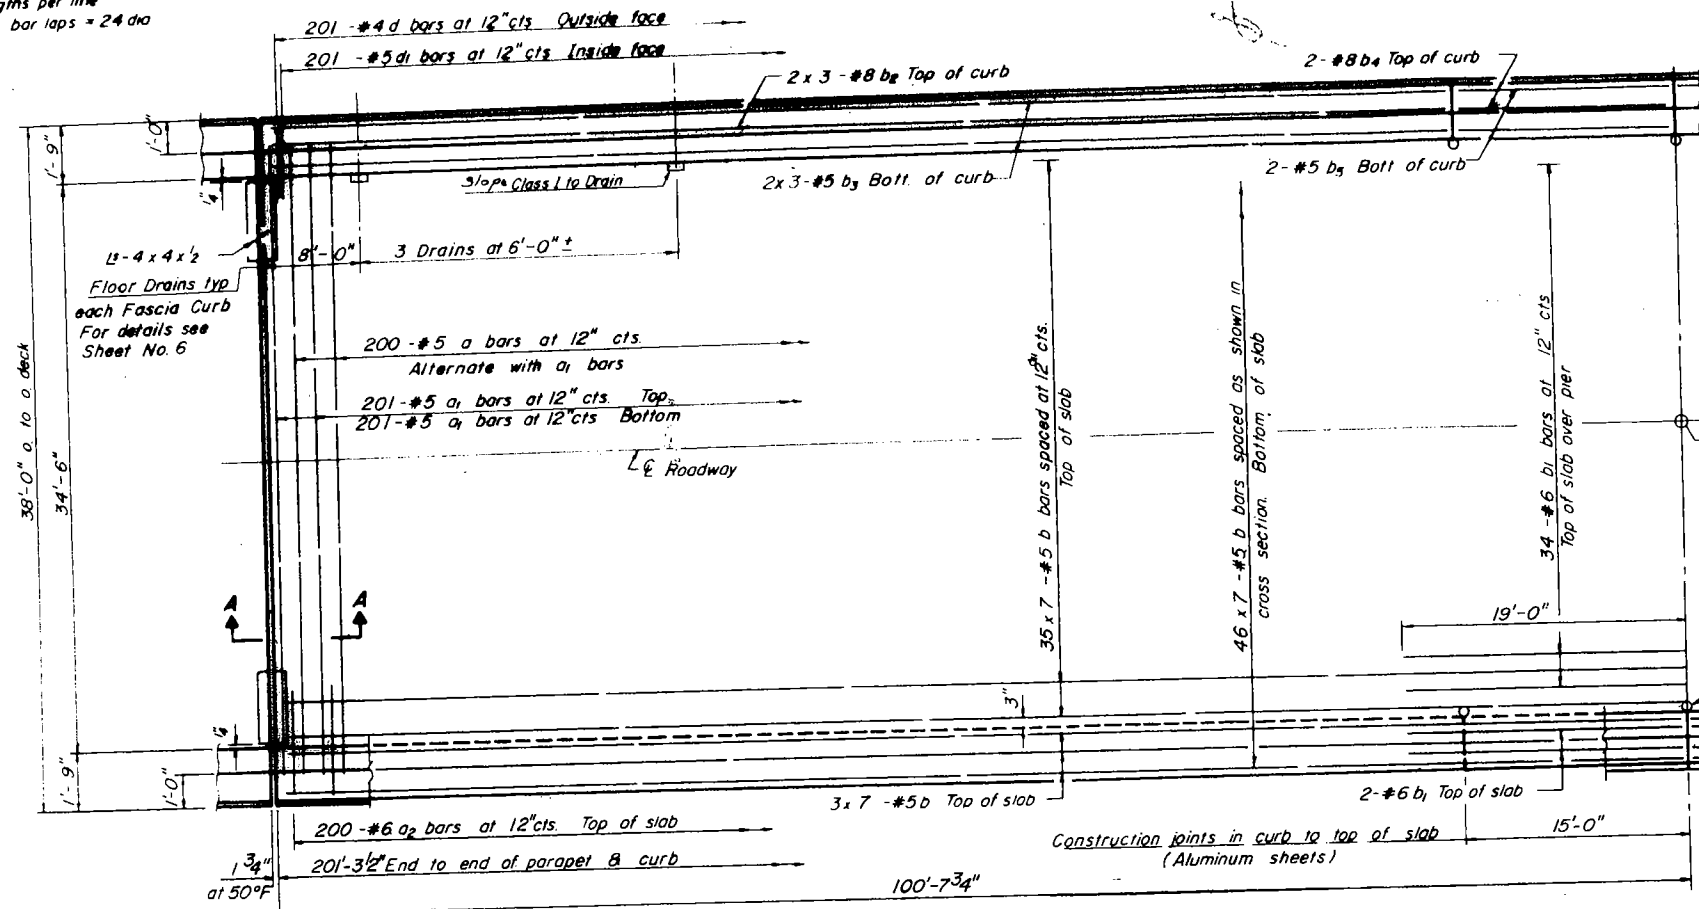 bar laps = 24 dia
201 - #4 d bars at 12" cts Outside face
201 - #5 d1 bars at 12" cts Inside face
2 x 3 - #8 b2 Top of curb
2 - #8 b4 Top of curb
1'-9"
1'-0"
1/4"
Slope Class I to Drain
2 x 3 - #5 b3 Bott. of curb
2 - #5 b5 Bott of curb
Ls - 4 x 4 x 1/2
8'-0"
3 Drains at 6'-0" ±
Floor Drains typ
each Fascia Curb
For details see
Sheet No. 6
38'-0" o. to o. deck
34'-6"
200 - #5 a bars at 12" cts.
Alternate with a1 bars
201 - #5 a1 bars at 12" cts. Top
201 - #5 a1 bars at 12" cts Bottom
℄ Roadway
35 x 7 - #5 b bars spaced at 12" cts.
Top of slab
46 x 7 - #5 b bars spaced as shown in
cross section. Bottom of slab
34 - #6 b1 bars at 12" cts
Top of slab over pier
A
A
19'-0"
3"
1/4"
1'-9"
1'-0"
3 x 7 - #5 b Top of slab
2 - #6 b1 Top of slab
200 - #6 a2 bars at 12" cts. Top of slab
Construction joints in curb to top of slab
(Aluminum sheets)
15'-0"
201'-3 1/2" End to end of parapet & curb
1 3/4"
at 50°F
100'-7 3/4"